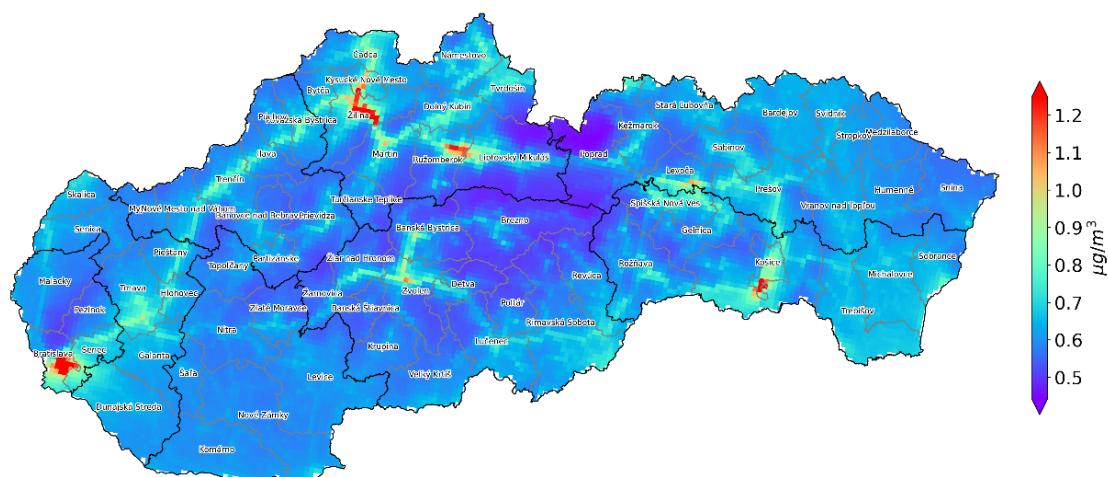 Čadca
Námestovo
Kysucké Nové Mesto
Bytča
Tvrdošín
Dolný Kubín
Žilina
Považská Bystrica
Martin
Ružomberok
Liptovský Mikuláš
Poprad
Kežmarok
Stará Ľubovňa
Bardejov
Svidník
Stropkov
Medzilaborce
Sabinov
Levoča
Prešov
Humenné
Snina
Vranov nad Topľou
Ilava
Trenčín
Turčianske Teplice
Prievidza
Bánovce nad Bebravou
Nové Mesto nad Váhom
Skalica
Senica
Piešťany
Topoľčany
Partizánske
Banská Bystrica
Brezno
Spišská Nová Ves
Gelnica
Rožňava
Košice
Michalovce
Sobrance
Trebišov
Malacky
Pezinok
Trnava
Hlohovec
Žiar nad Hronom
Žarnovica
Zvolen
Detva
Revúca
Poltár
Banská Štiavnica
Zlaté Moravce
Nitra
Krupina
Lučenec
Rimavská Sobota
Bratislava
Senec
Galanta
Šaľa
Levice
Veľký Krtíš
Dunajská Streda
Nové Zámky
Komárno
1.2
1.1
1.0
0.9
0.8
0.7
0.6
0.5
μg/m³